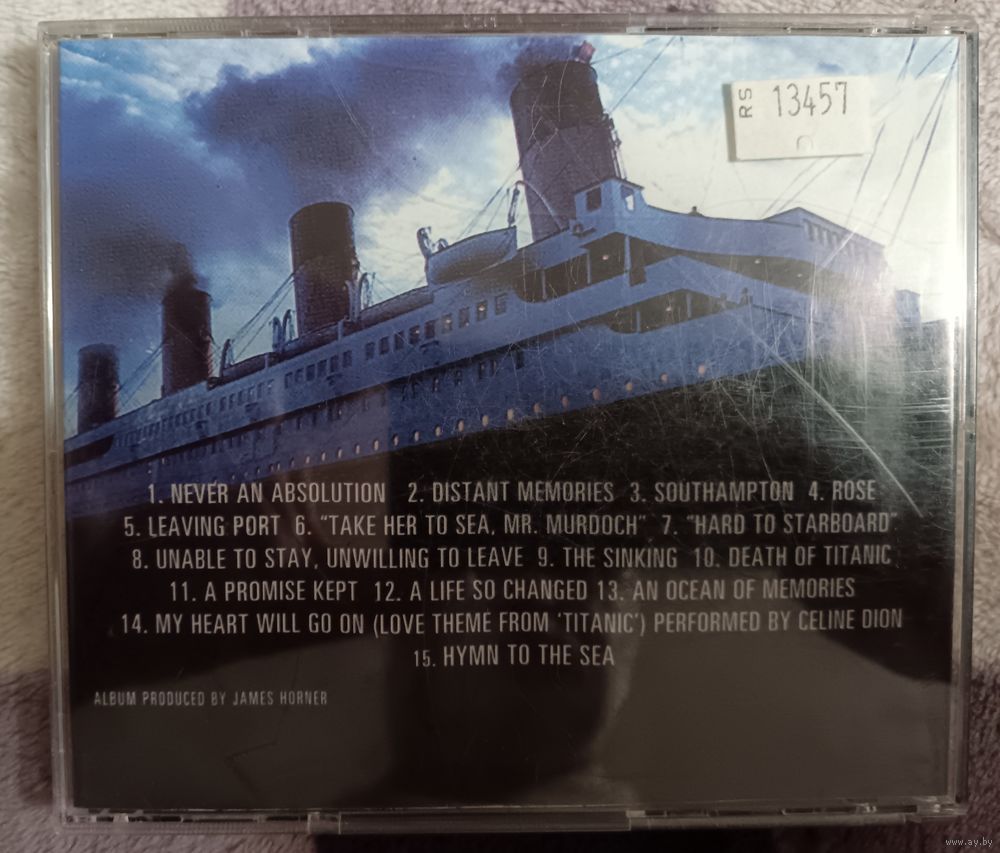 RS 13457
1. NEVER AN ABSOLUTION 2. DISTANT MEMORIES 3. SOUTHAMPTON 4. ROSE
5. LEAVING PORT 6. "TAKE HER TO SEA, MR. MURDOCH" 7. "HARD TO STARBOARD"
8. UNABLE TO STAY, UNWILLING TO LEAVE 9. THE SINKING 10. DEATH OF TITANIC
11. A PROMISE KEPT 12. A LIFE SO CHANGED 13. AN OCEAN OF MEMORIES
14. MY HEART WILL GO ON (LOVE THEME FROM 'TITANIC') PERFORMED BY CELINE DION
15. HYMN TO THE SEA
ALBUM PRODUCED BY JAMES HORNER
www.ay.by